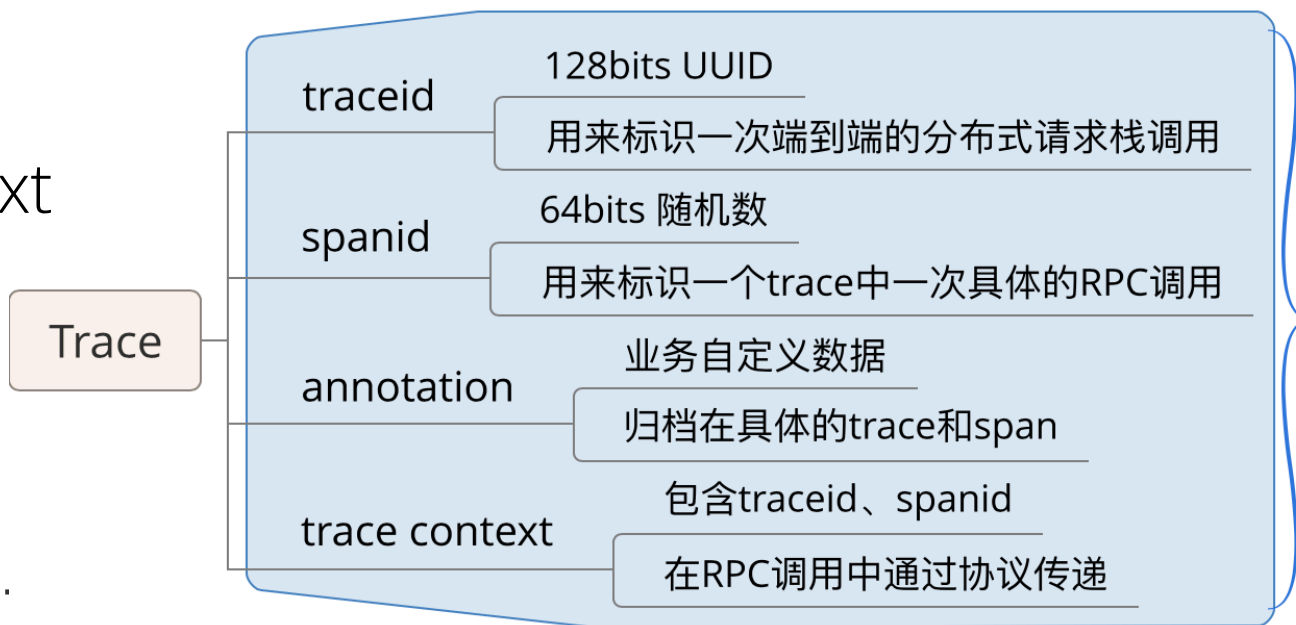 xt
Trace
traceid
128bits UUID
用来标识一次端到端的分布式请求栈调用
spanid
64bits 随机数
用来标识一个trace中一次具体的RPC调用
annotation
业务自定义数据
归档在具体的trace和span
trace context
包含traceid、spanid
在RPC调用中通过协议传递
.